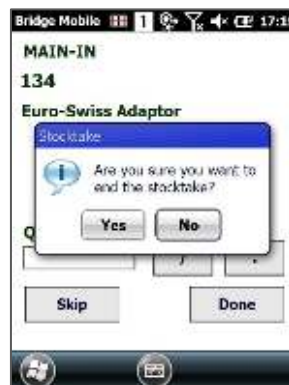 Bridge Mobile 1 17:15
MAIN-IN
134
Euro-Swiss Adaptor
Stocktake
Are you sure you want to
end the stocktake?
Yes No
Q
Skip Done